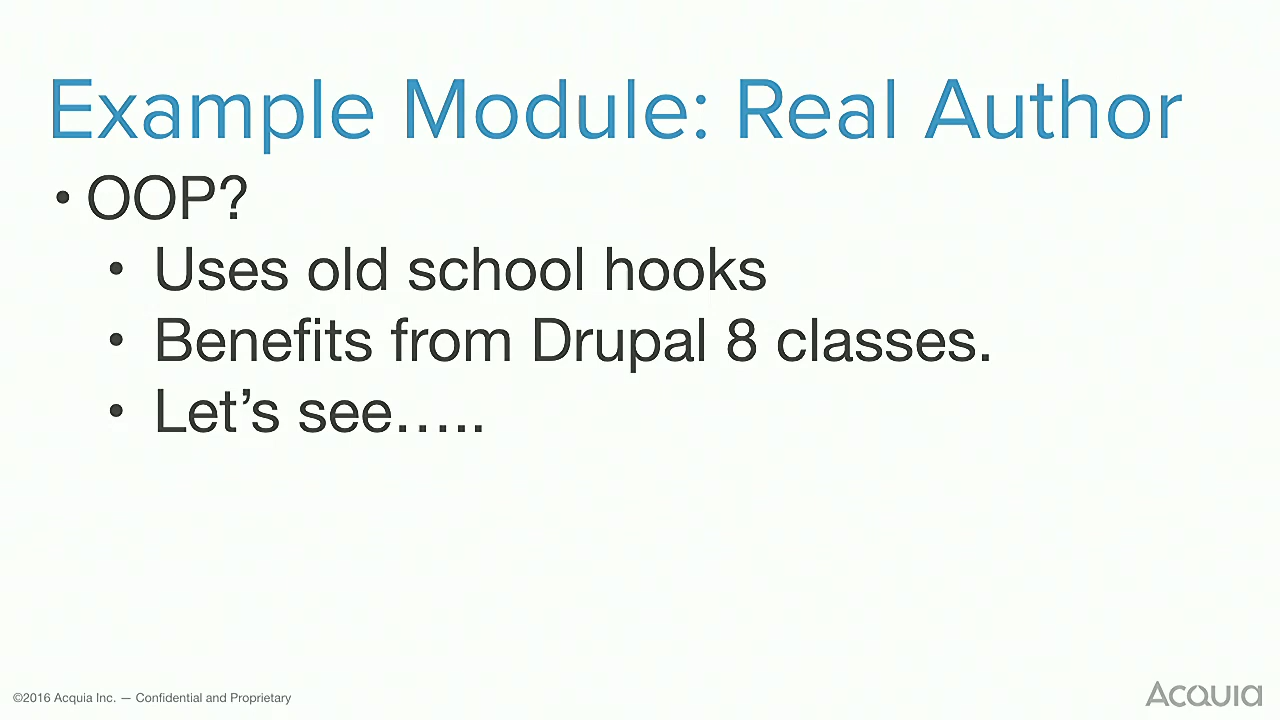 Example Module: Real Author
• OOP?
• Uses old school hooks
• Benefits from Drupal 8 classes.
• Let’s see…..
©2016 Acquia Inc. — Confidential and Proprietary
Acquia